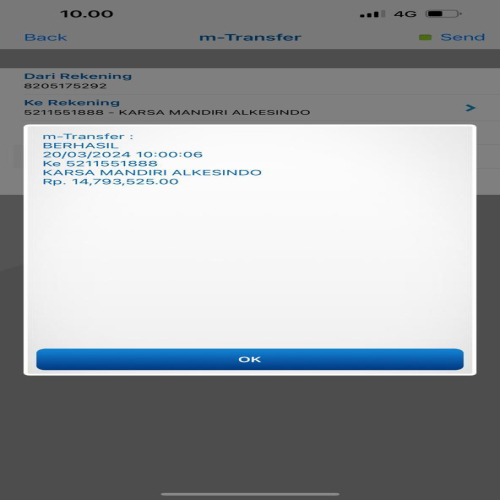 10.00
4G
Back
m-Transfer
Send
Dari Rekening
8205175292
Ke Rekening
5211551888 - KARSA MANDIRI ALKESINDO
m-Transfer :
BERHASIL
20/03/2024 10:00:06
Ke 5211551888
KARSA MANDIRI ALKESINDO
Rp. 14,793,525.00
OK